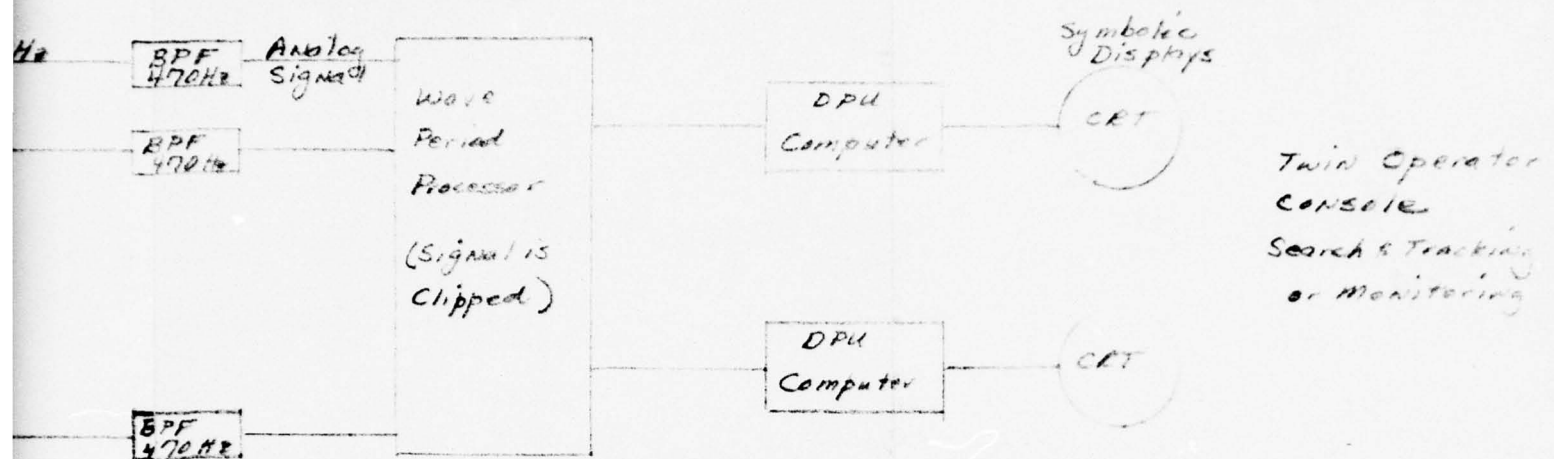 Hz
BPF
470Hz
Analog
Signal
BPF
470Hz
BPF
470Hz
Wave
Period
Processor
(Signal is
Clipped)
DPU
Computer
DPU
Computer
Symbolic
Displays
CRT
CRT
Twin Operator
Console
Search & Tracking
or Monitoring